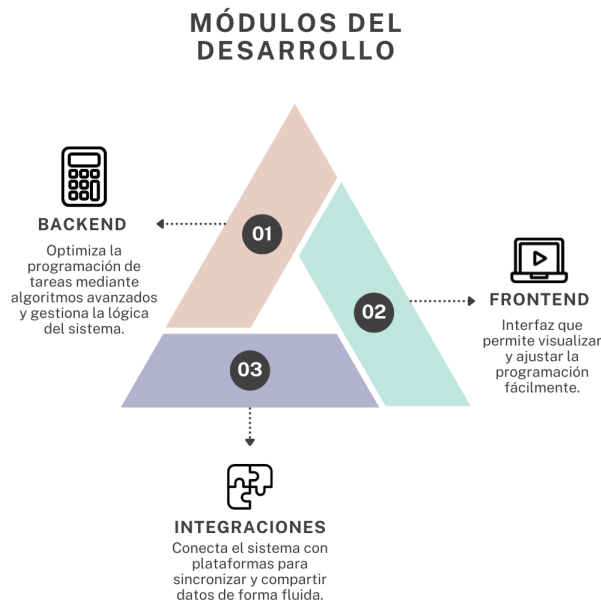 MÓDULOS DEL
DESARROLLO
01
BACKEND
Optimiza la
programación de
tareas mediante
algoritmos avanzados
y gestiona la lógica
del sistema.
02
FRONTEND
Interfaz que
permite visualizar
y ajustar la
programación
fácilmente.
03
INTEGRACIONES
Conecta el sistema con
plataformas para
sincronizar y compartir
datos de forma fluida.